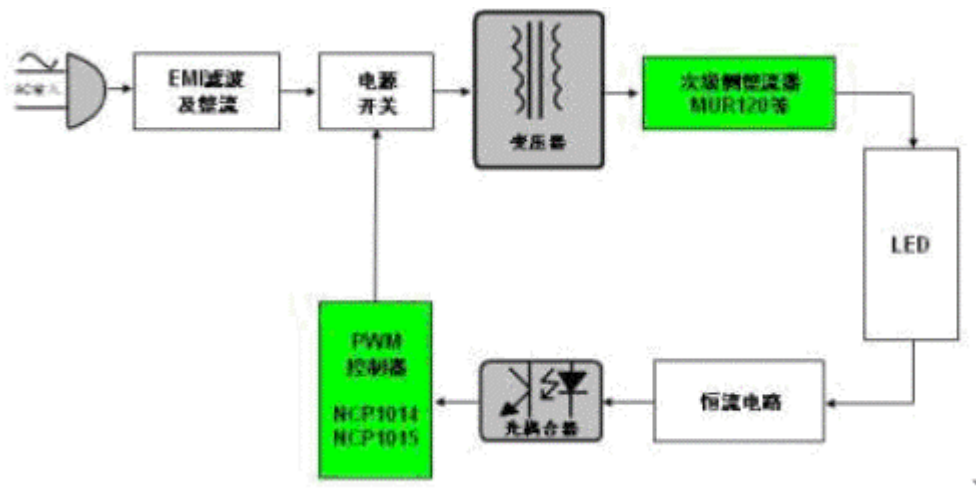 AC输入
EMI滤波
及整流
电源
开关
变压器
次级侧整流器
MUR120等
LED
恒流电路
光耦合器
PWM
控制器
NCP1014
NCP1015